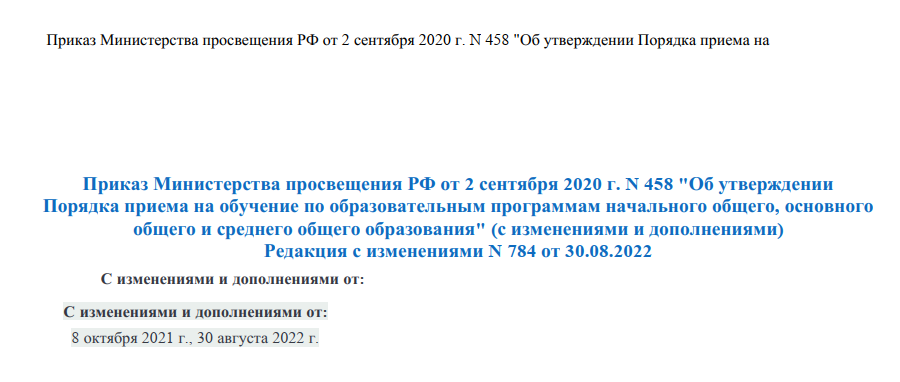 Приказ Министерства просвещения РФ от 2 сентября 2020 г. N 458 "Об утверждении Порядка приема на
Приказ Министерства просвещения РФ от 2 сентября 2020 г. N 458 "Об утверждении
Порядка приема на обучение по образовательным программам начального общего, основного
общего и среднего общего образования" (с изменениями и дополнениями)
Редакция с изменениями N 784 от 30.08.2022
С изменениями и дополнениями от:
С изменениями и дополнениями от:
8 октября 2021 г., 30 августа 2022 г.